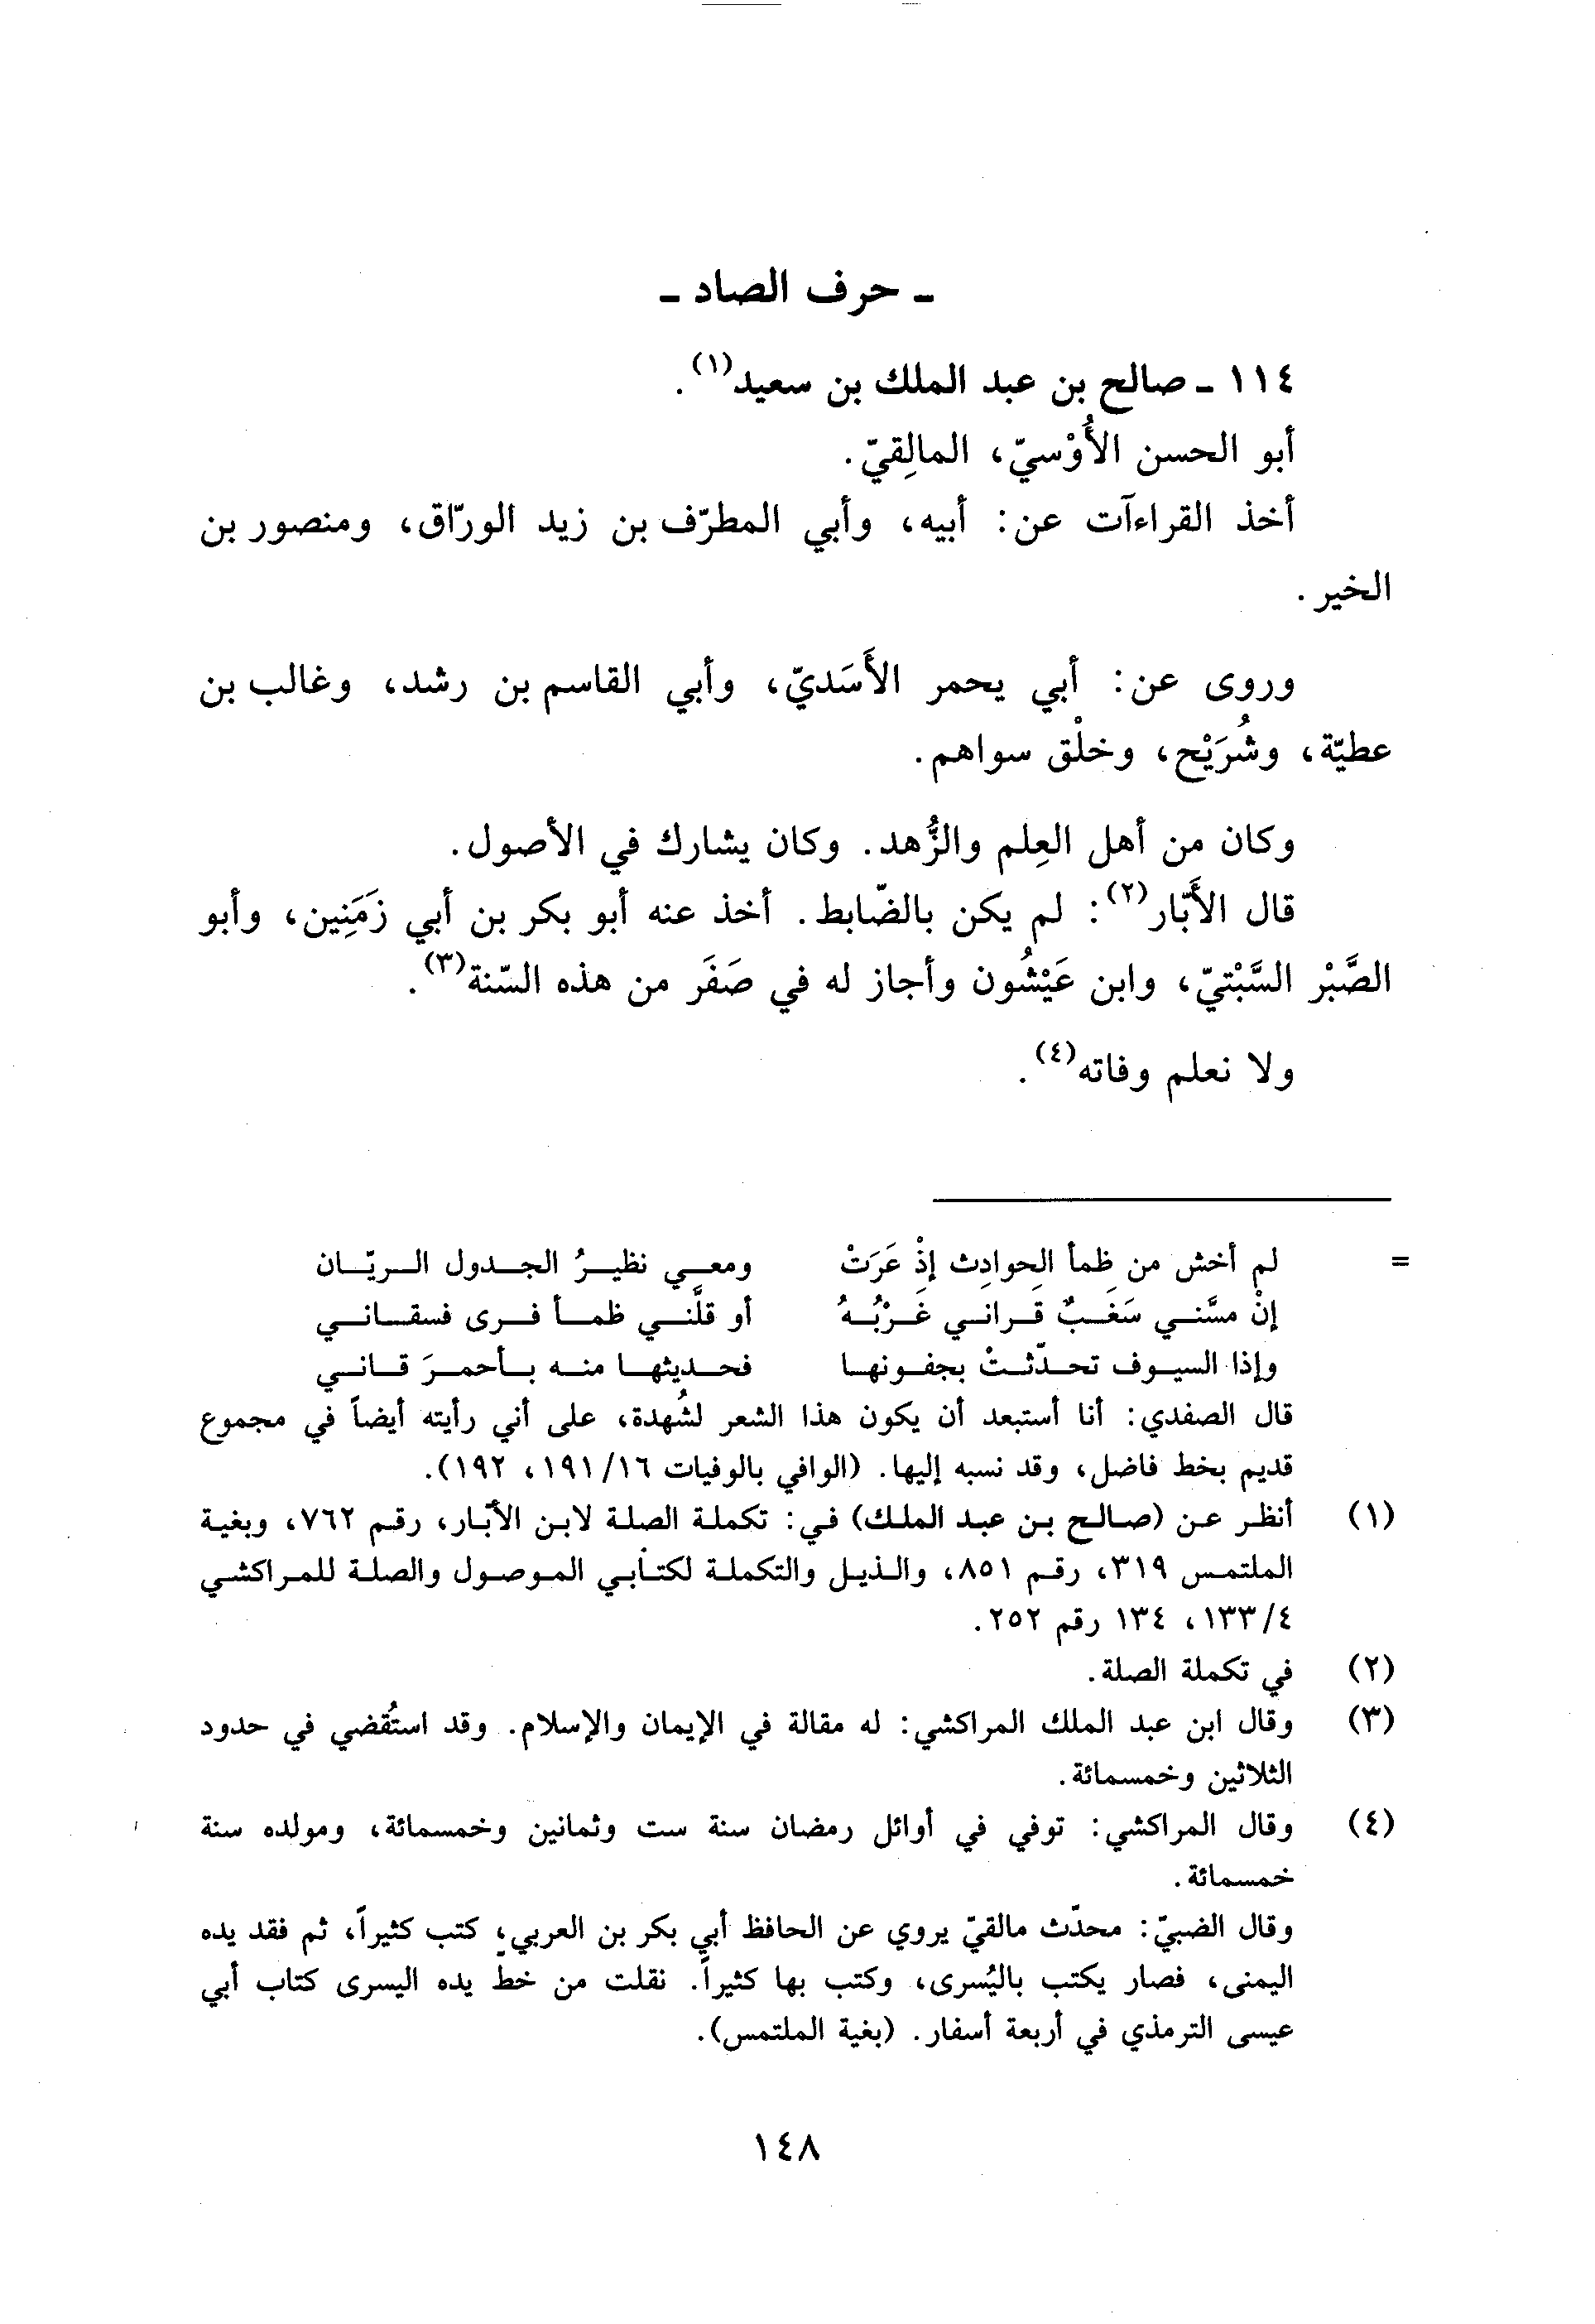 ـ حرف الصاد ـ
١١٤ ـ صالح بن عبد الملك بن سعيد(١).
أبو الحسن الأُوْسيّ، المالِقيّ.
أخذ القراءآت عن: أبيه، وأبي المطرّف بن زيد الورّاق، ومنصور بن
الخير.
وروى عن: أبي يحمر الأَسَديّ، وأبي القاسم بن رشد، وغالب بن
عطيّة، وشُرَيْح، وخلْق سواهم.
وكان من أهل العِلم والزُّهد. وكان يشارك في الأصول.
قال الأَبّار(٢): لم يكن بالضّابط. أخذ عنه أبو بكر بن أبي زَمَنِين، وأبو
الصَّبْر السَّبْتيّ، وابن عَيْشُون وأجاز له في صَفَر من هذه السّنة(٣).
ولا نعلم وفاته(٤).
= لم أخش من ظمأ الحوادِث إذْ عَرَتْ ومعي نظيرُ الجدول الريّان
إنْ مسَّني سَغَبٌ قَراني غَرْبُهُ أو قلَّني ظمأ فرى فسقاني
وإذا السيوف تحدّثتْ بجفونها فحديثها منه بأحمرَ قاني
قال الصفدي: أنا أستبعد أن يكون هذا الشعر لشُهدة، على أني رأيته أيضاً في مجموع
قديم بخط فاضل، وقد نسبه إليها. (الوافي بالوفيات ١٩١/١٦، ١٩٢).
(١) أنظر عن (صالح بن عبد الملك) في: تكملة الصلة لابن الأبّار، رقم ٧٦٢، وبغية
الملتمس ٣١٩، رقم ٨٥١، والذيل والتكملة لكتابي الموصول والصلة للمراكشي
١٣٣/٤، ١٣٤ رقم ٢٥٢.
(٢) في تكملة الصلة.
(٣) وقال ابن عبد الملك المراكشي: له مقالة في الإيمان والإسلام. وقد استُقضي في حدود
الثلاثين وخمسمائة.
(٤) وقال المراكشي: توفي في أوائل رمضان سنة ست وثمانين وخمسمائة، ومولده سنة
خمسمائة.
وقال الضبيّ: محدّث مالقيّ يروي عن الحافظ أبي بكر بن العربي، كتب كثيراً، ثم فقد يده
اليمنى، فصار يكتب باليُسرى، وكتب بها كثيراً. نقلت من خط يده اليسرى كتاب أبي
عيسى الترمذي في أربعة أسفار. (بغية الملتمس).
١٤٨